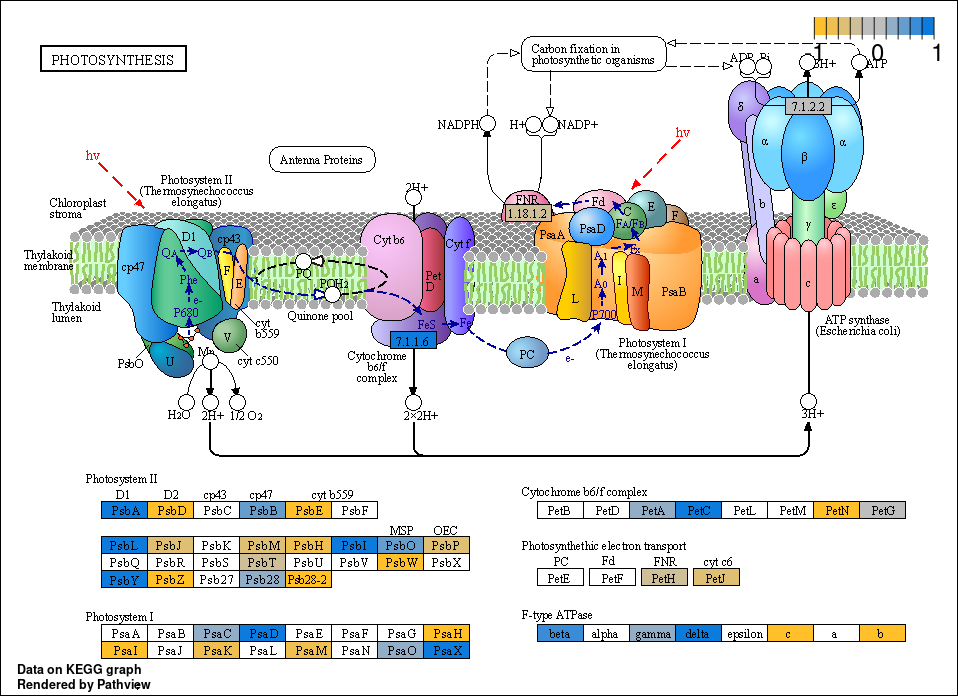 PHOTOSYNTHESIS
-1 0 1
Carbon fixation in
photosynthetic organisms
ADP Pi
3H+
ATP
7.1.2.2
NADPH
H+
NADP+
hv
hv
Antenna Proteins
Photosystem II
(Thermosynechococcus
elongatus)
2H+
Chloroplast
stroma
Thylakoid
membrane
Thylakoid
lumen
D1
cp43
cp47
QA
QB
Phe
e-
P680
F
E
Mn
V
U
PsbO
cyt
b559
cyt c550
H2O
2H+
1/2 O2
PQ
PQH2
Quinone pool
Cyt b6
Cyt f
Pet
D
FeS
Fe
7.1.1.6
Cytochrome
b6/f
complex
2×2H+
PC
e-
FNR
1.18.1.2
Fd
C
E
F
FA/FB
Fx
PsaA
PsaD
A1
A0
P700
L
I
M
PsaB
Photosystem I
(Thermosynechococcus
elongatus)
δ
α
β
α
b
γ
ε
a
c
ATP synthase
(Escherichia coli)
3H+
Photosystem II
D1 D2 cp43 cp47 cyt b559
PsbA PsbD PsbC PsbB PsbE PsbF
MSP OEC
PsbL PsbJ PsbK PsbM PsbH PsbI PsbO PsbP
PsbQ PsbR PsbS PsbT PsbU PsbV PsbW PsbX
PsbY PsbZ Psb27 Psb28 Psb28-2
Photosystem I
PsaA PsaB PsaC PsaD PsaE PsaF PsaG PsaH
PsaI PsaJ PsaK PsaL PsaM PsaN PsaO PsaX
Cytochrome b6/f complex
PetB PetD PetA PetC PetL PetM PetN PetG
Photosynthethic electron transport
PC Fd FNR cyt c6
PetE PetF PetH PetJ
F-type ATPase
beta alpha gamma delta epsilon c a b
Data on KEGG graph
Rendered by Pathview